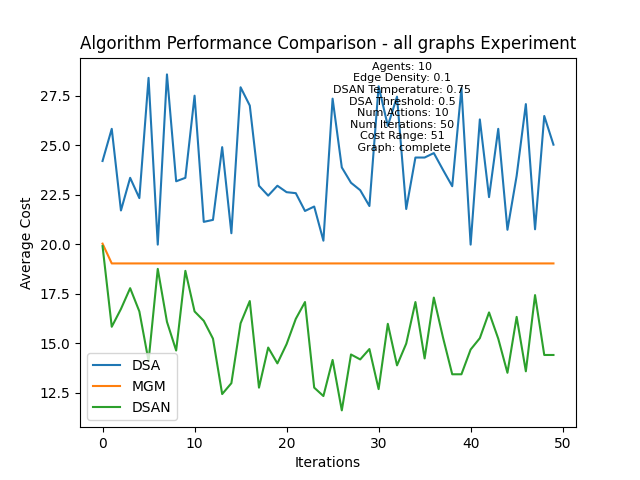 Algorithm Performance Comparison - all graphs Experiment
Agents: 10
Edge Density: 0.1
DSAN Temperature: 0.75
DSA Threshold: 0.5
Num Actions: 10
Num Iterations: 50
Cost Range: 51
Graph: complete
Average Cost
27.5
25.0
22.5
20.0
17.5
15.0
12.5
DSA
MGM
DSAN
0
10
20
30
40
50
Iterations